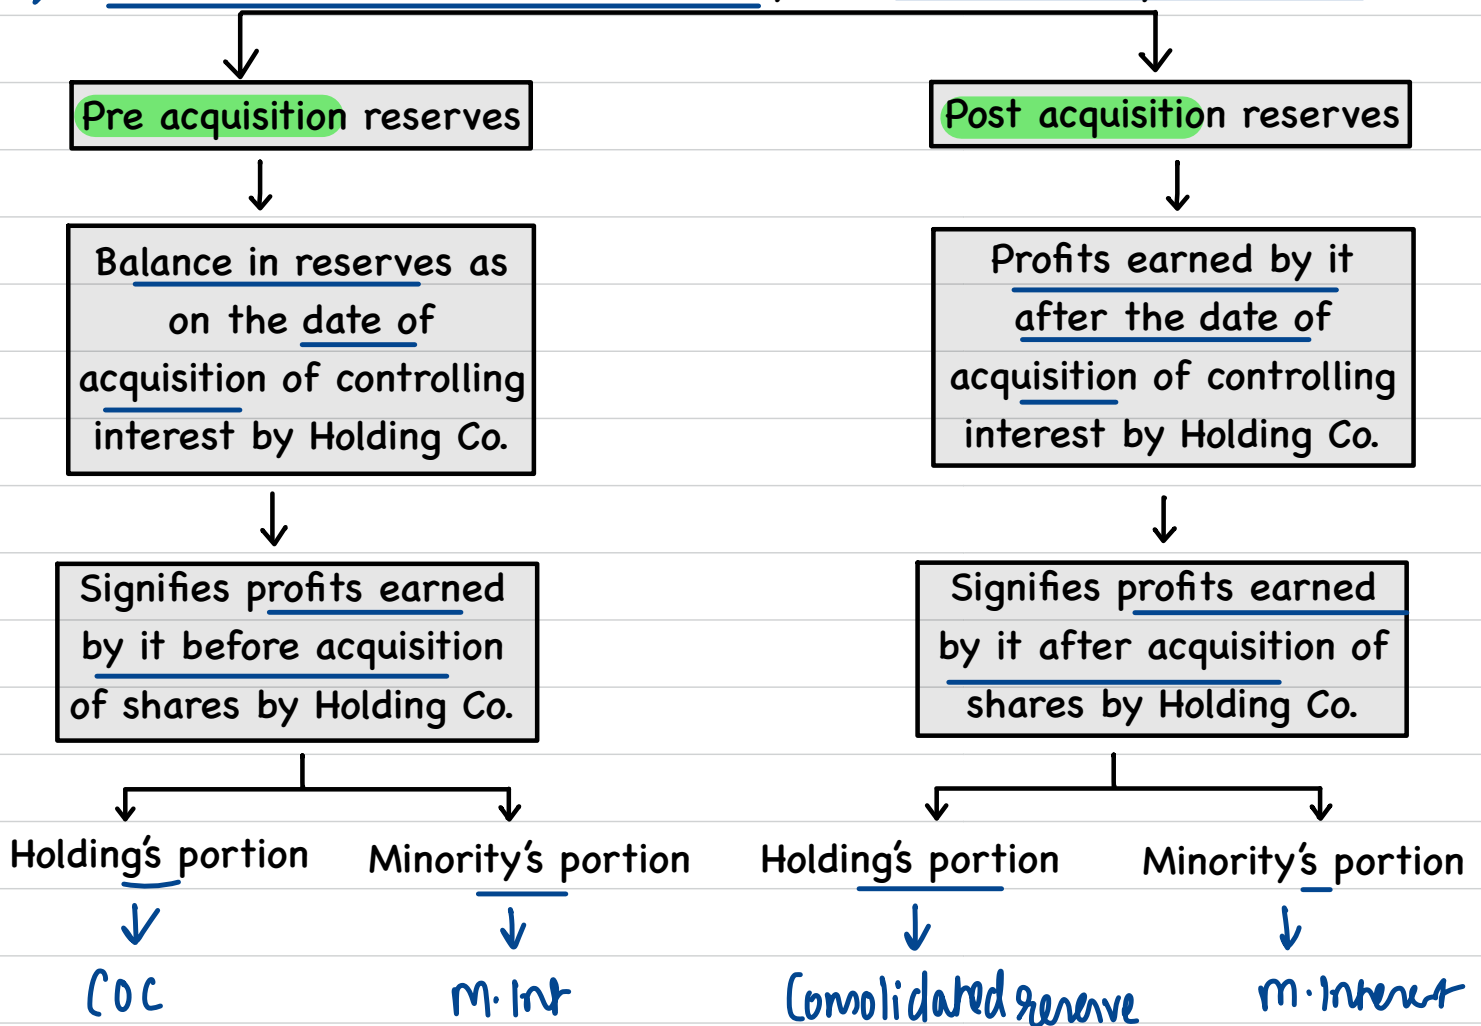 Pre acquisition reserves
Post acquisition reserves
Balance in reserves as
on the date of
acquisition of controlling
interest by Holding Co.
Profits earned by it
after the date of
acquisition of controlling
interest by Holding Co.
Signifies profits earned
by it before acquisition
of shares by Holding Co.
Signifies profits earned
by it after acquisition of
shares by Holding Co.
Holding's portion
Minority's portion
Holding's portion
Minority's portion
COC
M.Int
Consolidated reserve
M.Interest